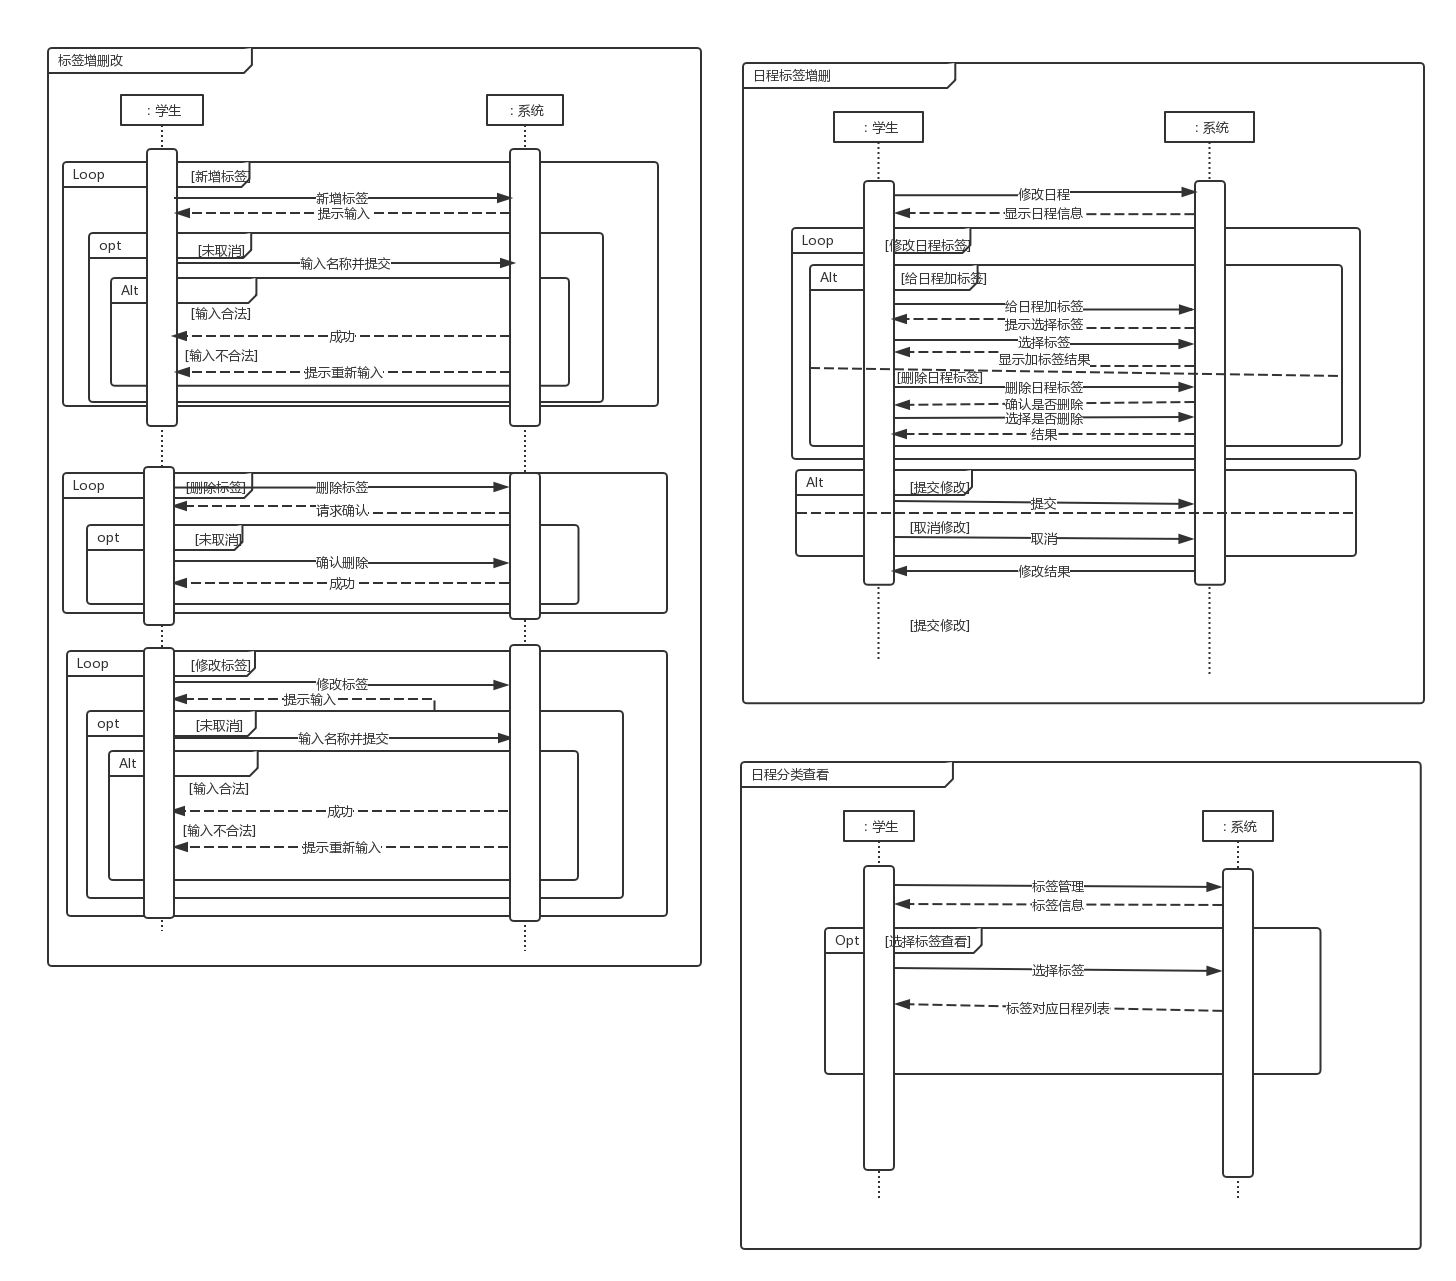 标签增删改
: 学生
: 系统
Loop
[新增标签]
新增标签
提示输入
opt
[未取消]
输入名称并提交
Alt
[输入合法]
成功
[输入不合法]
提示重新输入
Loop
[删除标签]
删除标签
请求确认
opt
[未取消]
确认删除
成功
Loop
[修改标签]
修改标签
提示输入
opt
[未取消]
输入名称并提交
Alt
[输入合法]
成功
[输入不合法]
提示重新输入
日程标签增删
: 学生
: 系统
修改日程
显示日程信息
Loop
[修改日程标签]
Alt
[给日程加标签]
给日程加标签
提示选择标签
选择标签
显示加标签结果
[删除日程标签]
删除日程标签
确认是否删除
选择是否删除
结果
Alt
[提交修改]
提交
[取消修改]
取消
修改结果
[提交修改]
日程分类查看
: 学生
: 系统
标签管理
标签信息
Opt
[选择标签查看]
选择标签
标签对应日程列表